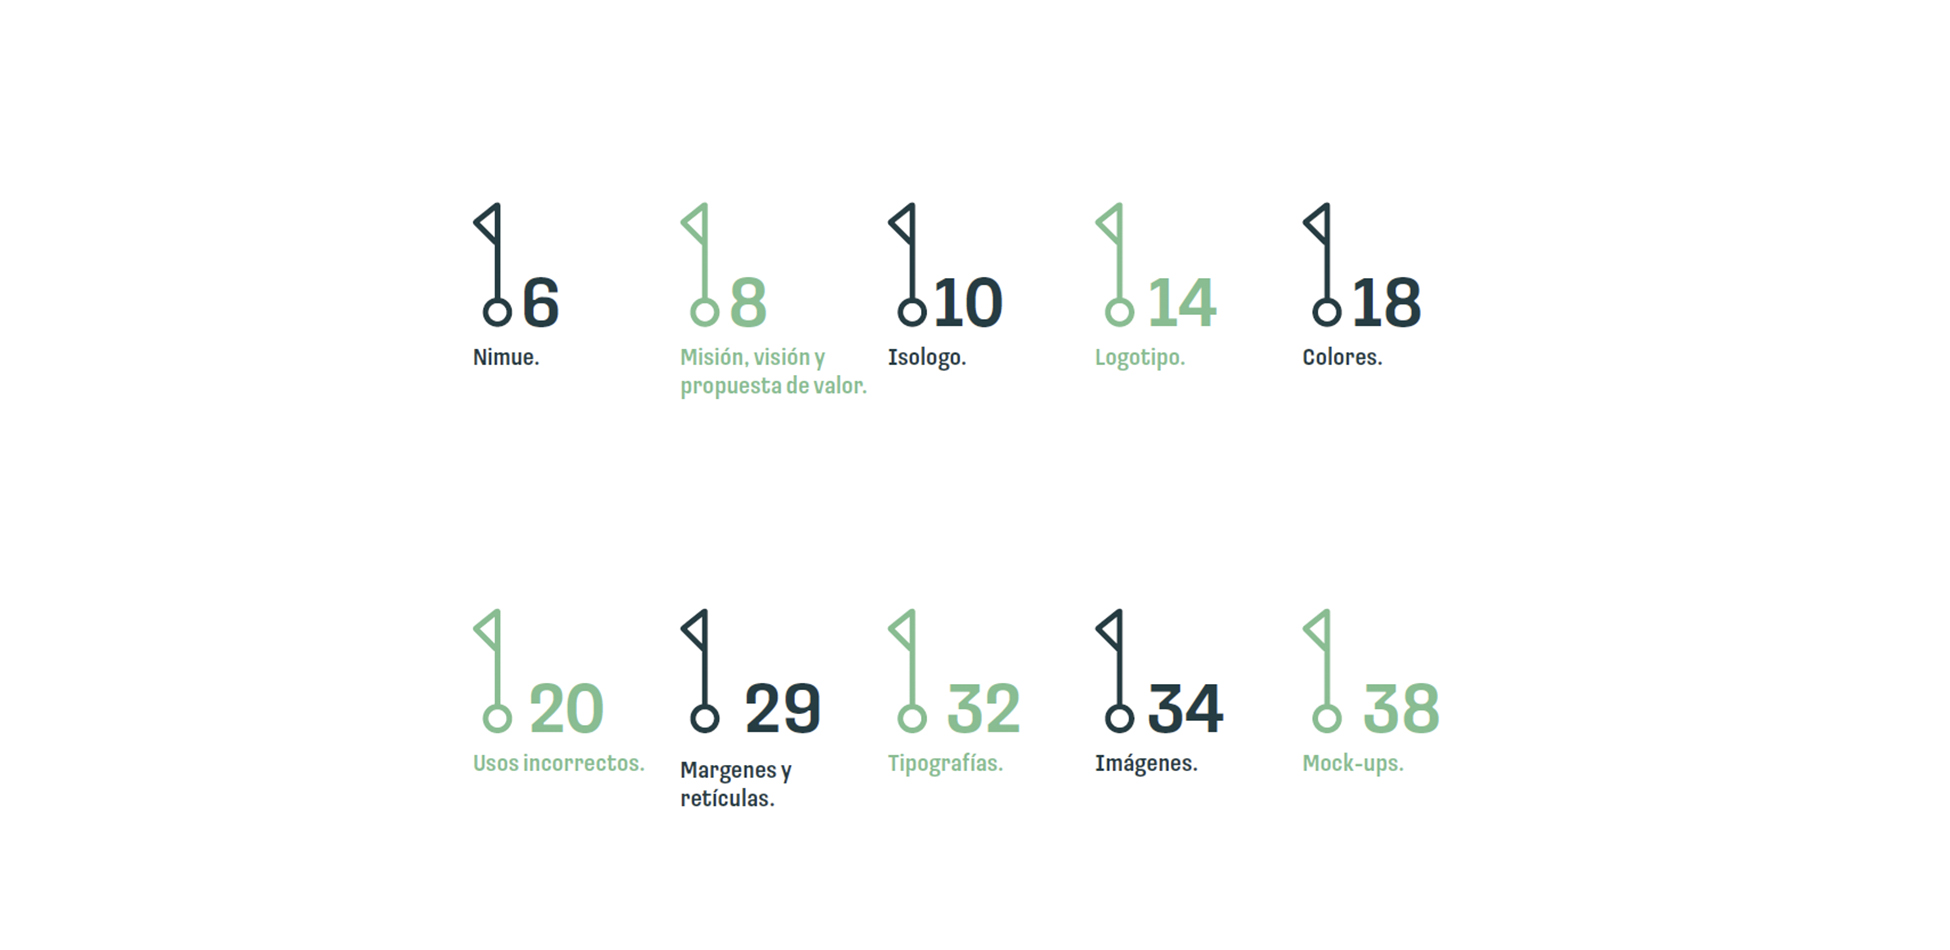 6
Nimue.
8
Misión, visión y
propuesta de valor.
10
Isologo.
14
Logotipo.
18
Colores.
20
Usos incorrectos.
29
Margenes y
retículas.
32
Tipografías.
34
Imágenes.
38
Mock-ups.